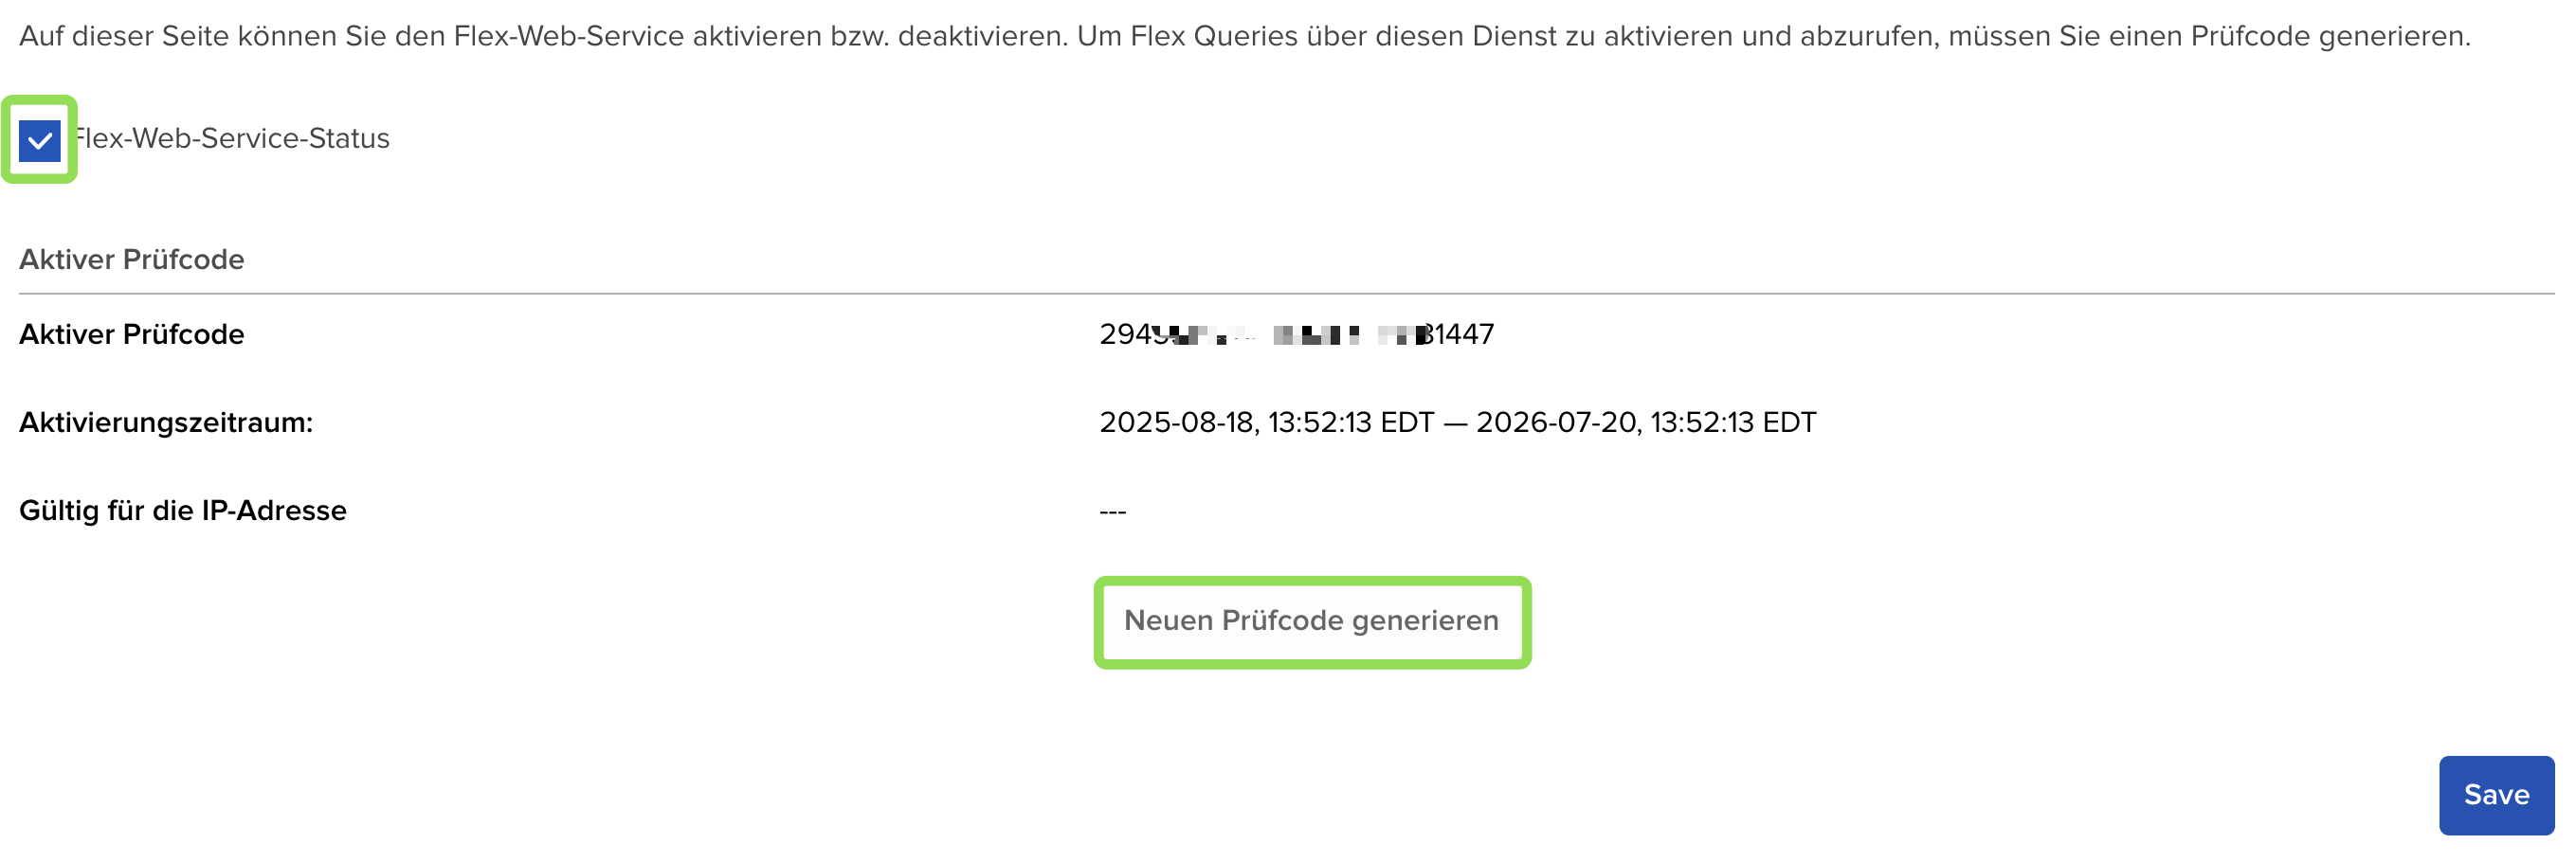 Auf dieser Seite können Sie den Flex-Web-Service aktivieren bzw. deaktivieren. Um Flex Queries über diesen Dienst zu aktivieren und abzurufen, müssen Sie einen Prüfcode generieren.
Flex-Web-Service-Status
Aktiver Prüfcode
Aktiver Prüfcode
Aktivierungszeitraum: 2025-08-18, 13:52:13 EDT — 2026-07-20, 13:52:13 EDT
Gültig für die IP-Adresse ---
Neuen Prüfcode generieren
Save